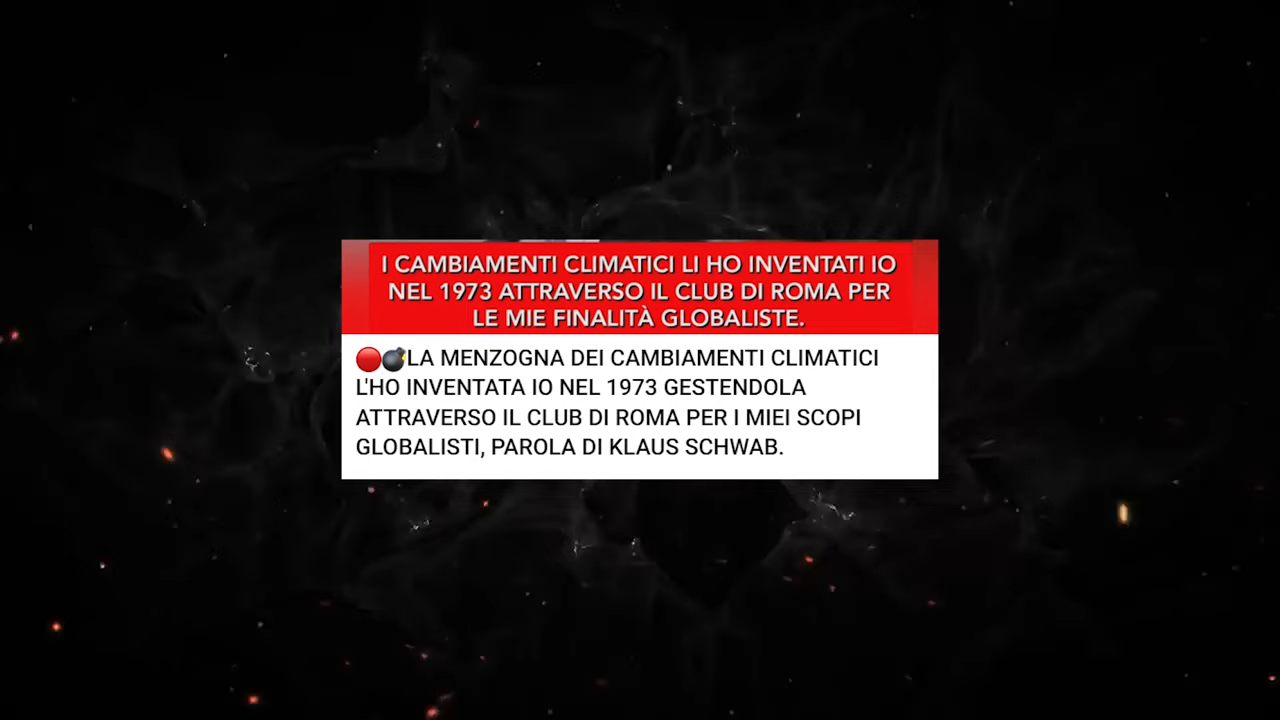 I CAMBIAMENTI CLIMATICI LI HO INVENTATI IO
NEL 1973 ATTRAVERSO IL CLUB DI ROMA PER
LE MIE FINALITÀ GLOBALISTE.
🔴💣LA MENZOGNA DEI CAMBIAMENTI CLIMATICI
L'HO INVENTATA IO NEL 1973 GESTENDOLA
ATTRAVERSO IL CLUB DI ROMA PER I MIEI SCOPI
GLOBALISTI, PAROLA DI KLAUS SCHWAB.